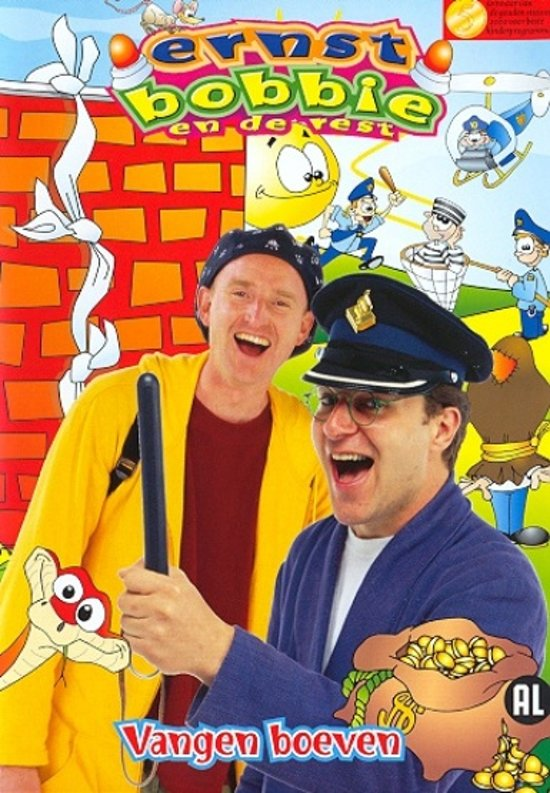 ernst
bobbie
en de rest
AL
Vangen boeven